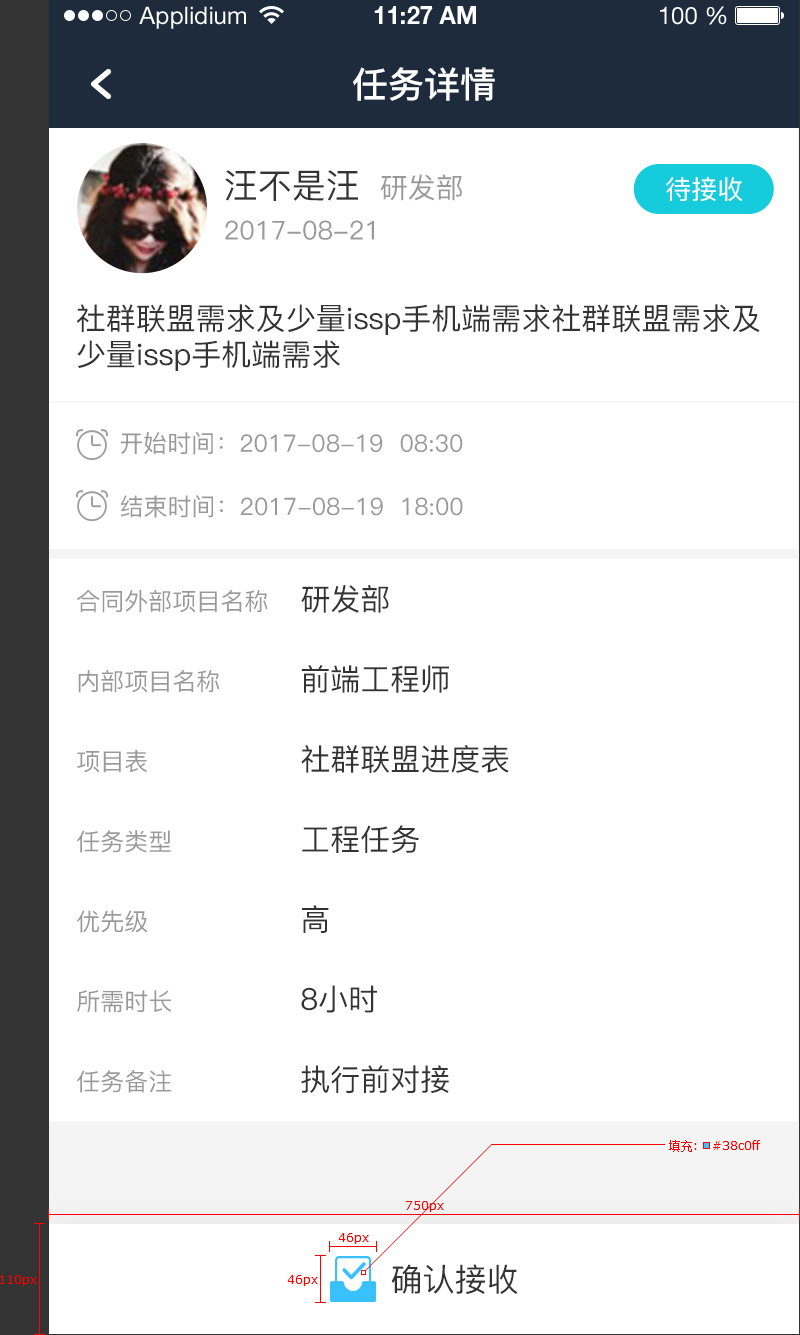 Applidium 11:27 AM 100 %
任务详情
汪不是汪 研发部 待接收
2017-08-21
社群联盟需求及少量issp手机端需求社群联盟需求及
少量issp手机端需求
开始时间：2017-08-19 08:30
结束时间：2017-08-19 18:00
合同外部项目名称 研发部
内部项目名称 前端工程师
项目表 社群联盟进度表
任务类型 工程任务
优先级 高
所需时长 8小时
任务备注 执行前对接
填充：#38c0ff
750px
46px
110px 46px 确认接收